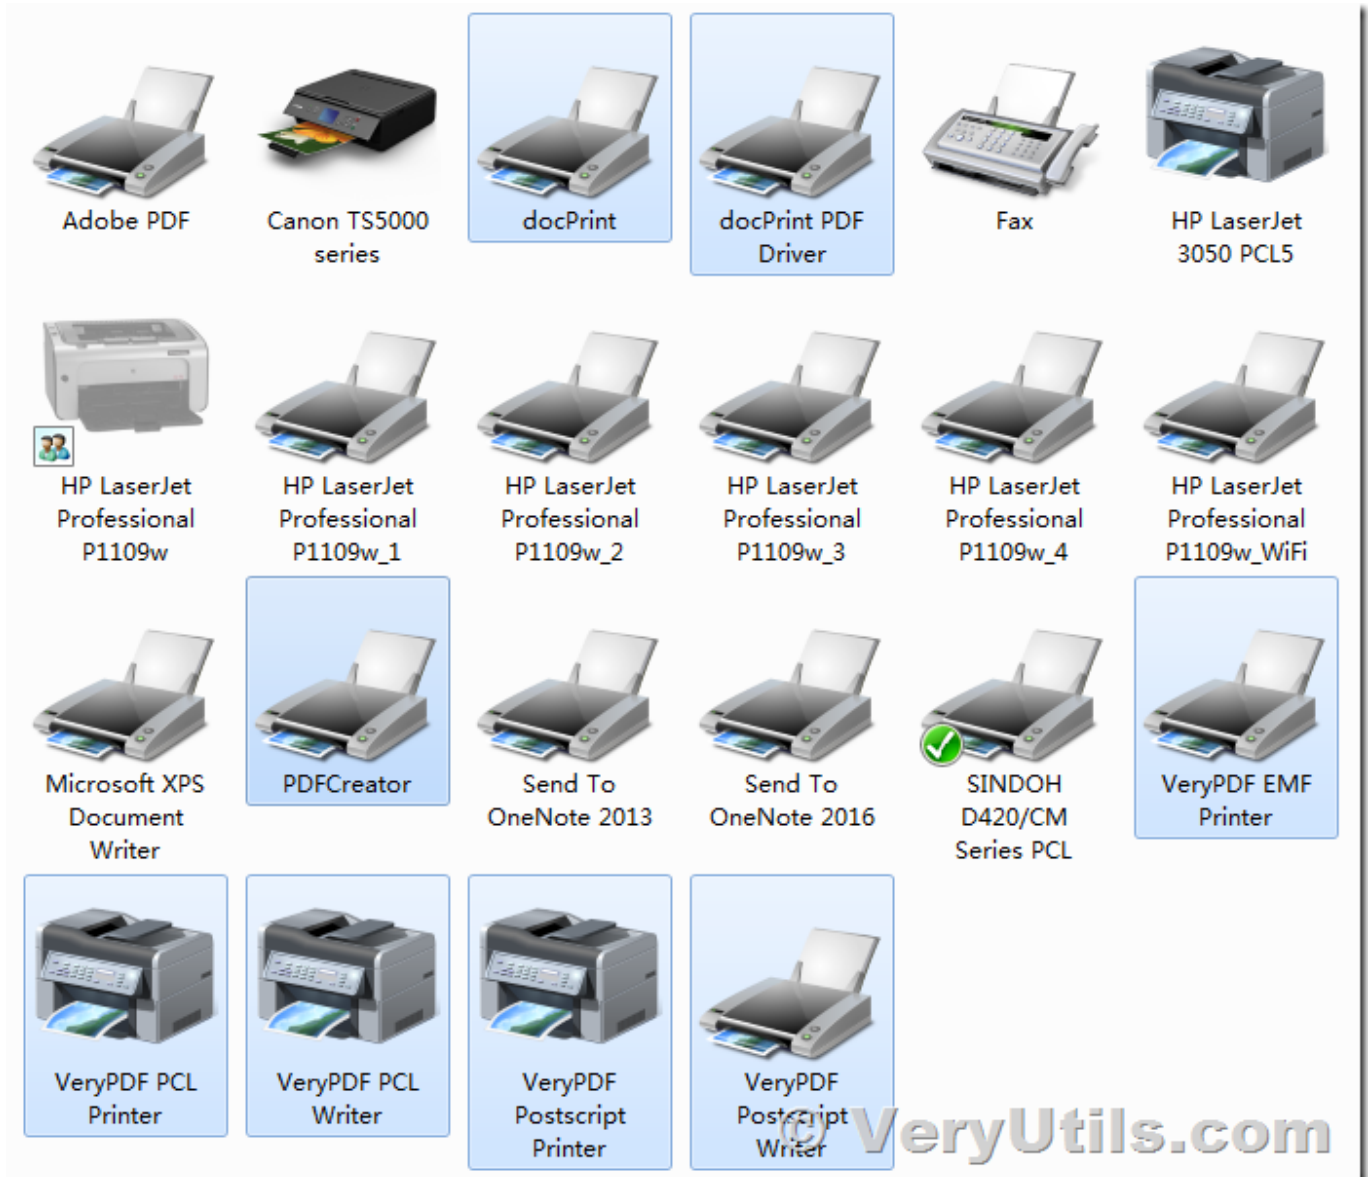 Adobe PDF
Canon TS5000
series
docPrint
docPrint PDF
Driver
Fax
HP LaserJet
3050 PCL5
HP LaserJet
Professional
P1109w
HP LaserJet
Professional
P1109w_1
HP LaserJet
Professional
P1109w_2
HP LaserJet
Professional
P1109w_3
HP LaserJet
Professional
P1109w_4
HP LaserJet
Professional
P1109w_WiFi
Microsoft XPS
Document
Writer
PDFCreator
Send To
OneNote 2013
Send To
OneNote 2016
SINDOH
D420/CM
Series PCL
VeryPDF EMF
Printer
VeryPDF PCL
Printer
VeryPDF PCL
Writer
VeryPDF
Postscript
Printer
VeryPDF
Postscript
Writer
© VeryUtils.com